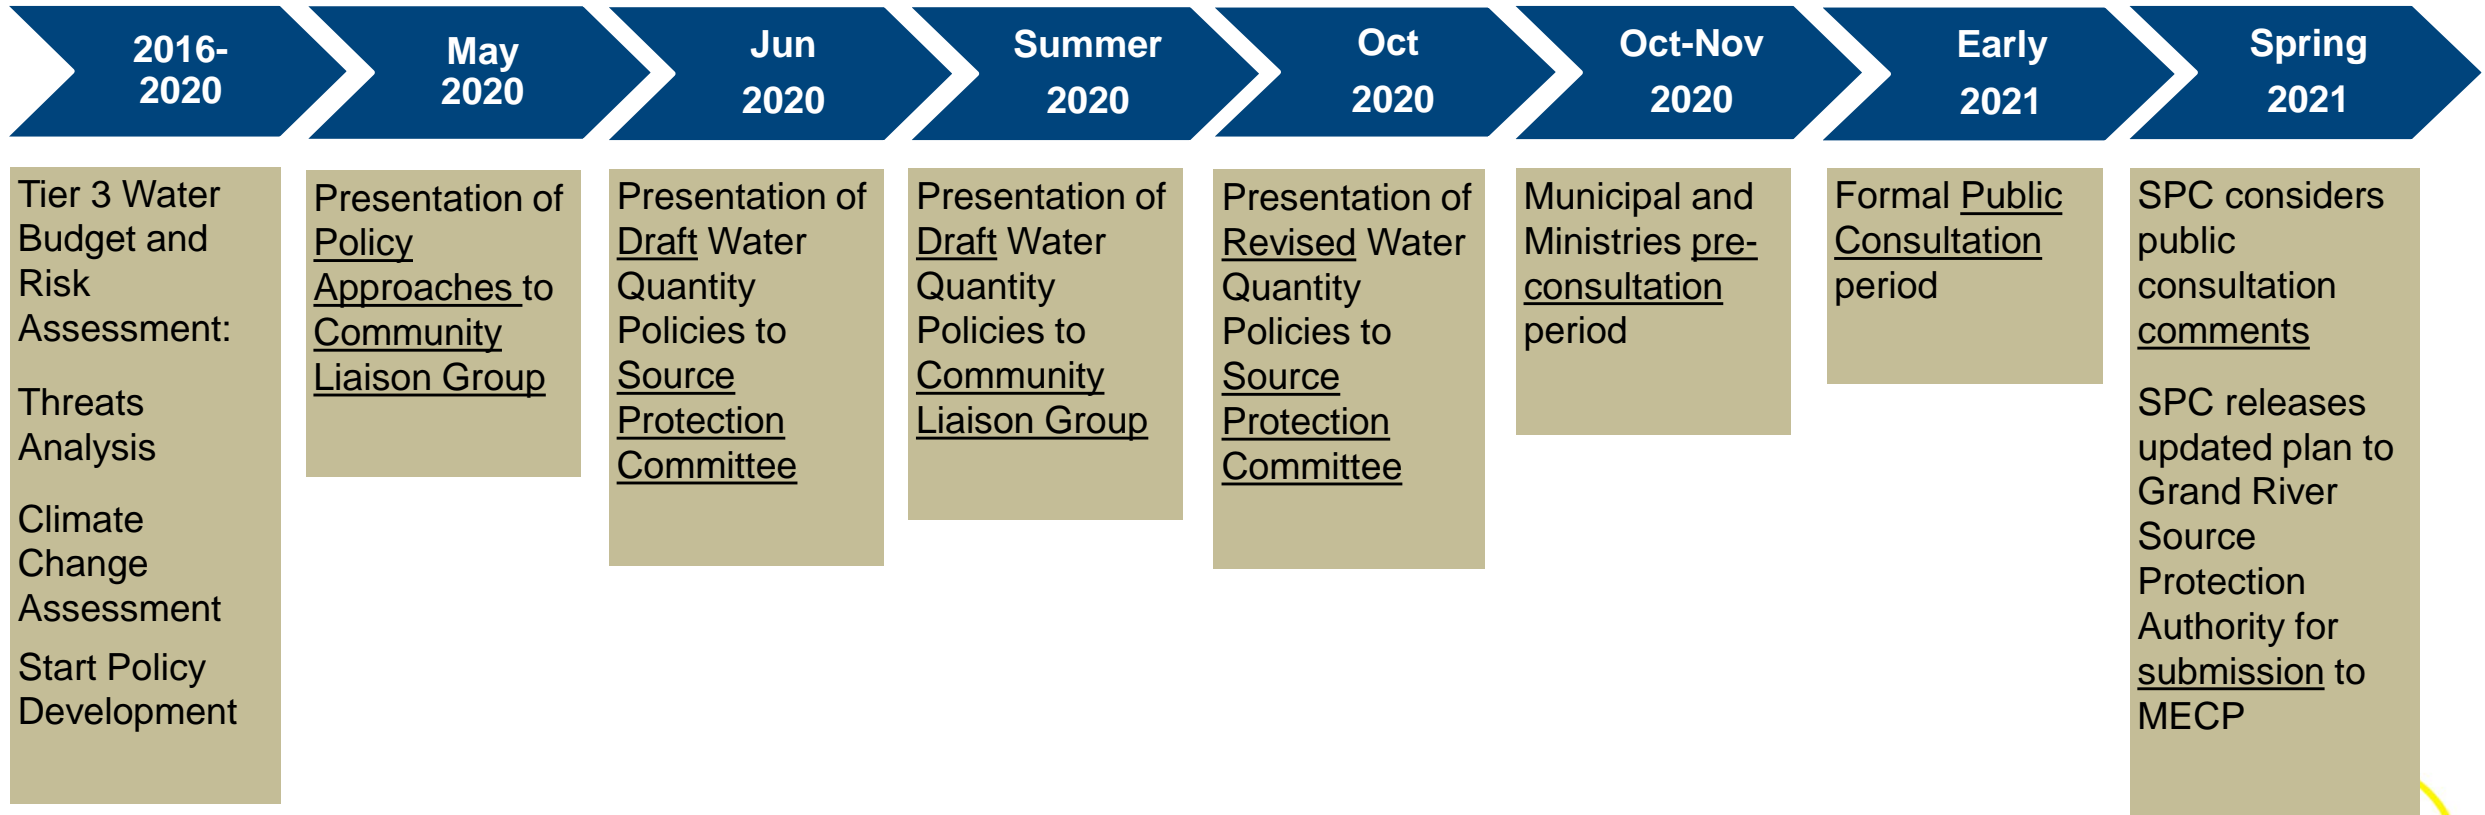 2016-
2020
May
2020
Jun
2020
Summer
2020
Oct
2020
Oct-Nov
2020
Early
2021
Spring
2021
Tier 3 Water
Budget and
Risk
Assessment:
Threats
Analysis
Climate
Change
Assessment
Start Policy
Development
Presentation of
Policy
Approaches to
Community
Liaison Group
Presentation of
Draft Water
Quantity
Policies to
Source
Protection
Committee
Presentation of
Draft Water
Quantity
Policies to
Community
Liaison Group
Presentation of
Revised Water
Quantity
Policies to
Source
Protection
Committee
Municipal and
Ministries pre-
consultation
period
Formal Public
Consultation
period
SPC considers
public
consultation
comments
SPC releases
updated plan to
Grand River
Source
Protection
Authority for
submission to
MECP